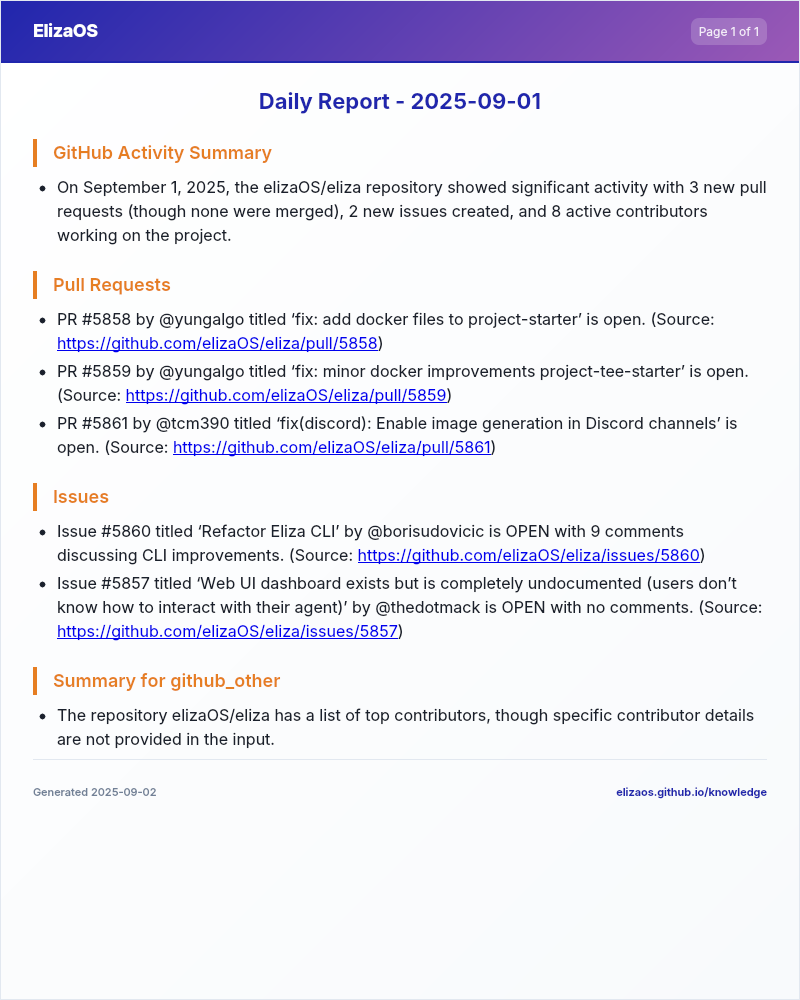 ElizaOS
Page 1 of 1
Daily Report - 2025-09-01
GitHub Activity Summary
• On September 1, 2025, the elizaOS/eliza repository showed significant activity with 3 new pull
requests (though none were merged), 2 new issues created, and 8 active contributors
working on the project.
Pull Requests
• PR #5858 by @yungalgo titled ‘fix: add docker files to project-starter’ is open. (Source:
https://github.com/elizaOS/eliza/pull/5858)
• PR #5859 by @yungalgo titled ‘fix: minor docker improvements project-tee-starter’ is open.
(Source: https://github.com/elizaOS/eliza/pull/5859)
• PR #5861 by @tcm390 titled ‘fix(discord): Enable image generation in Discord channels’ is
open. (Source: https://github.com/elizaOS/eliza/pull/5861)
Issues
• Issue #5860 titled ‘Refactor Eliza CLI’ by @borisudovicic is OPEN with 9 comments
discussing CLI improvements. (Source: https://github.com/elizaOS/eliza/issues/5860)
• Issue #5857 titled ‘Web UI dashboard exists but is completely undocumented (users don’t
know how to interact with their agent)’ by @thedotmack is OPEN with no comments. (Source:
https://github.com/elizaOS/eliza/issues/5857)
Summary for github_other
• The repository elizaOS/eliza has a list of top contributors, though specific contributor details
are not provided in the input.
Generated 2025-09-02
elizaos.github.io/knowledge